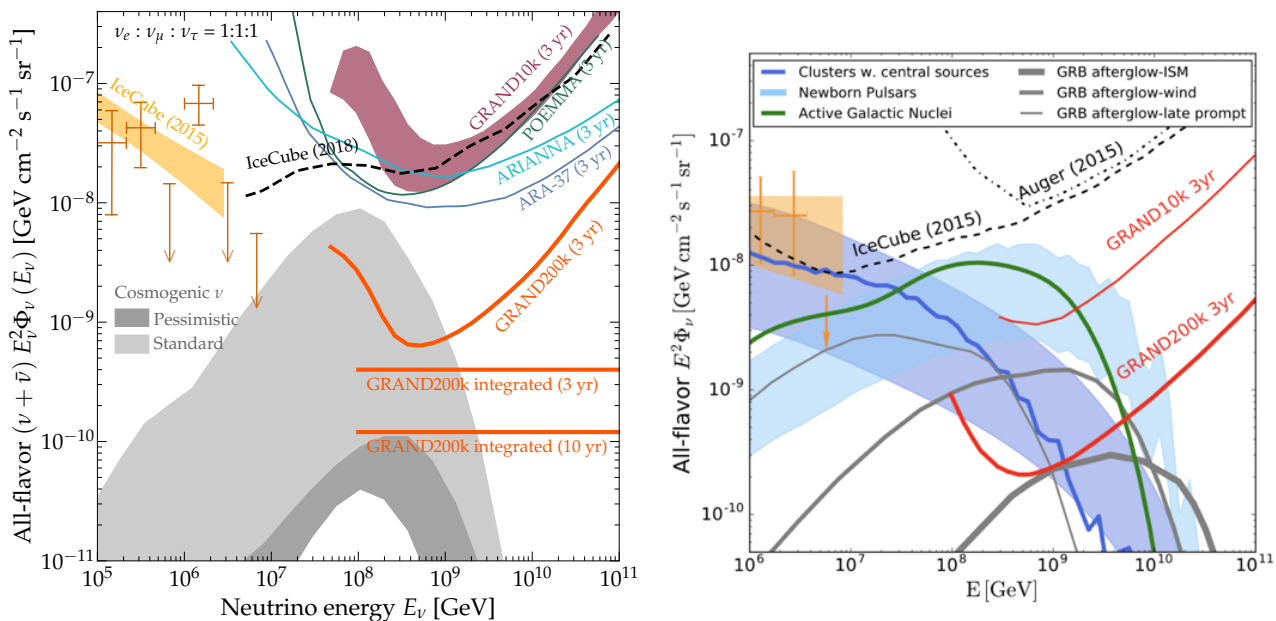 νe : νμ : ντ = 1:1:1
IceCube (2015)
IceCube (2018)
GRAND10k (3 yr)
POEMMA (3 yr)
ARIANNA (3 yr)
ARA-37 (3 yr)
GRAND200k (3 yr)
Cosmogenic ν
Pessimistic
Standard
GRAND200k integrated (3 yr)
GRAND200k integrated (10 yr)
All-flavor (ν + ν̄) E²νΦν (Eν) [GeV cm⁻² s⁻¹ sr⁻¹]
10⁻⁷
10⁻⁸
10⁻⁹
10⁻¹⁰
10⁻¹¹
10⁵ 10⁶ 10⁷ 10⁸ 10⁹ 10¹⁰ 10¹¹
Neutrino energy Eν [GeV]
Clusters w. central sources
Newborn Pulsars
Active Galactic Nuclei
GRB afterglow-ISM
GRB afterglow-wind
GRB afterglow-late prompt
Auger (2015)
IceCube (2015)
GRAND10k 3yr
GRAND200k 3yr
All-flavor E²Φν [GeV cm⁻² s⁻¹ sr⁻¹]
10⁻⁷
10⁻⁸
10⁻⁹
10⁻¹⁰
10⁶ 10⁷ 10⁸ 10⁹ 10¹⁰ 10¹¹
E [GeV]